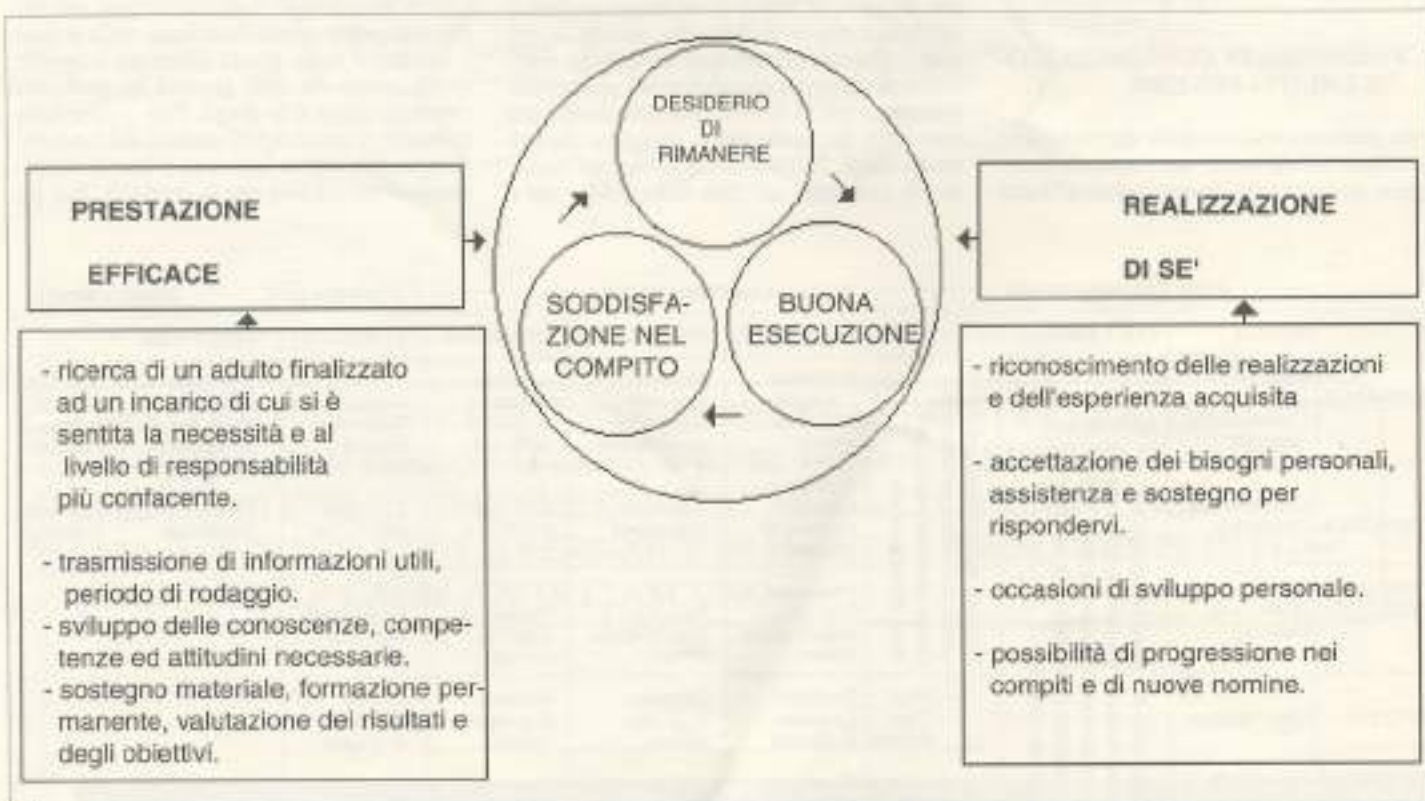 DESIDERIO
DI
RIMANERE
PRESTAZIONE
EFFICACE
REALIZZAZIONE
DI SE'
SODDISFA-
ZIONE NEL
COMPITO
BUONA
ESECUZIONE
- ricerca di un adulto finalizzato
ad un incarico di cui si è
sentita la necessità e al
livello di responsabilità
più confacente.
- trasmissione di informazioni utili,
periodo di rodaggio.
- sviluppo delle conoscenze, compe-
tenze ed attitudini necessarie.
- sostegno materiale, formazione per-
manente, valutazione dei risultati e
degli obiettivi.
- riconoscimento delle realizzazioni
e dell'esperienza acquisita
- accettazione dei bisogni personali,
assistenza e sostegno per
rispondervi.
- occasioni di sviluppo personale.
- possibilità di progressione nei
compiti e di nuove nomine.